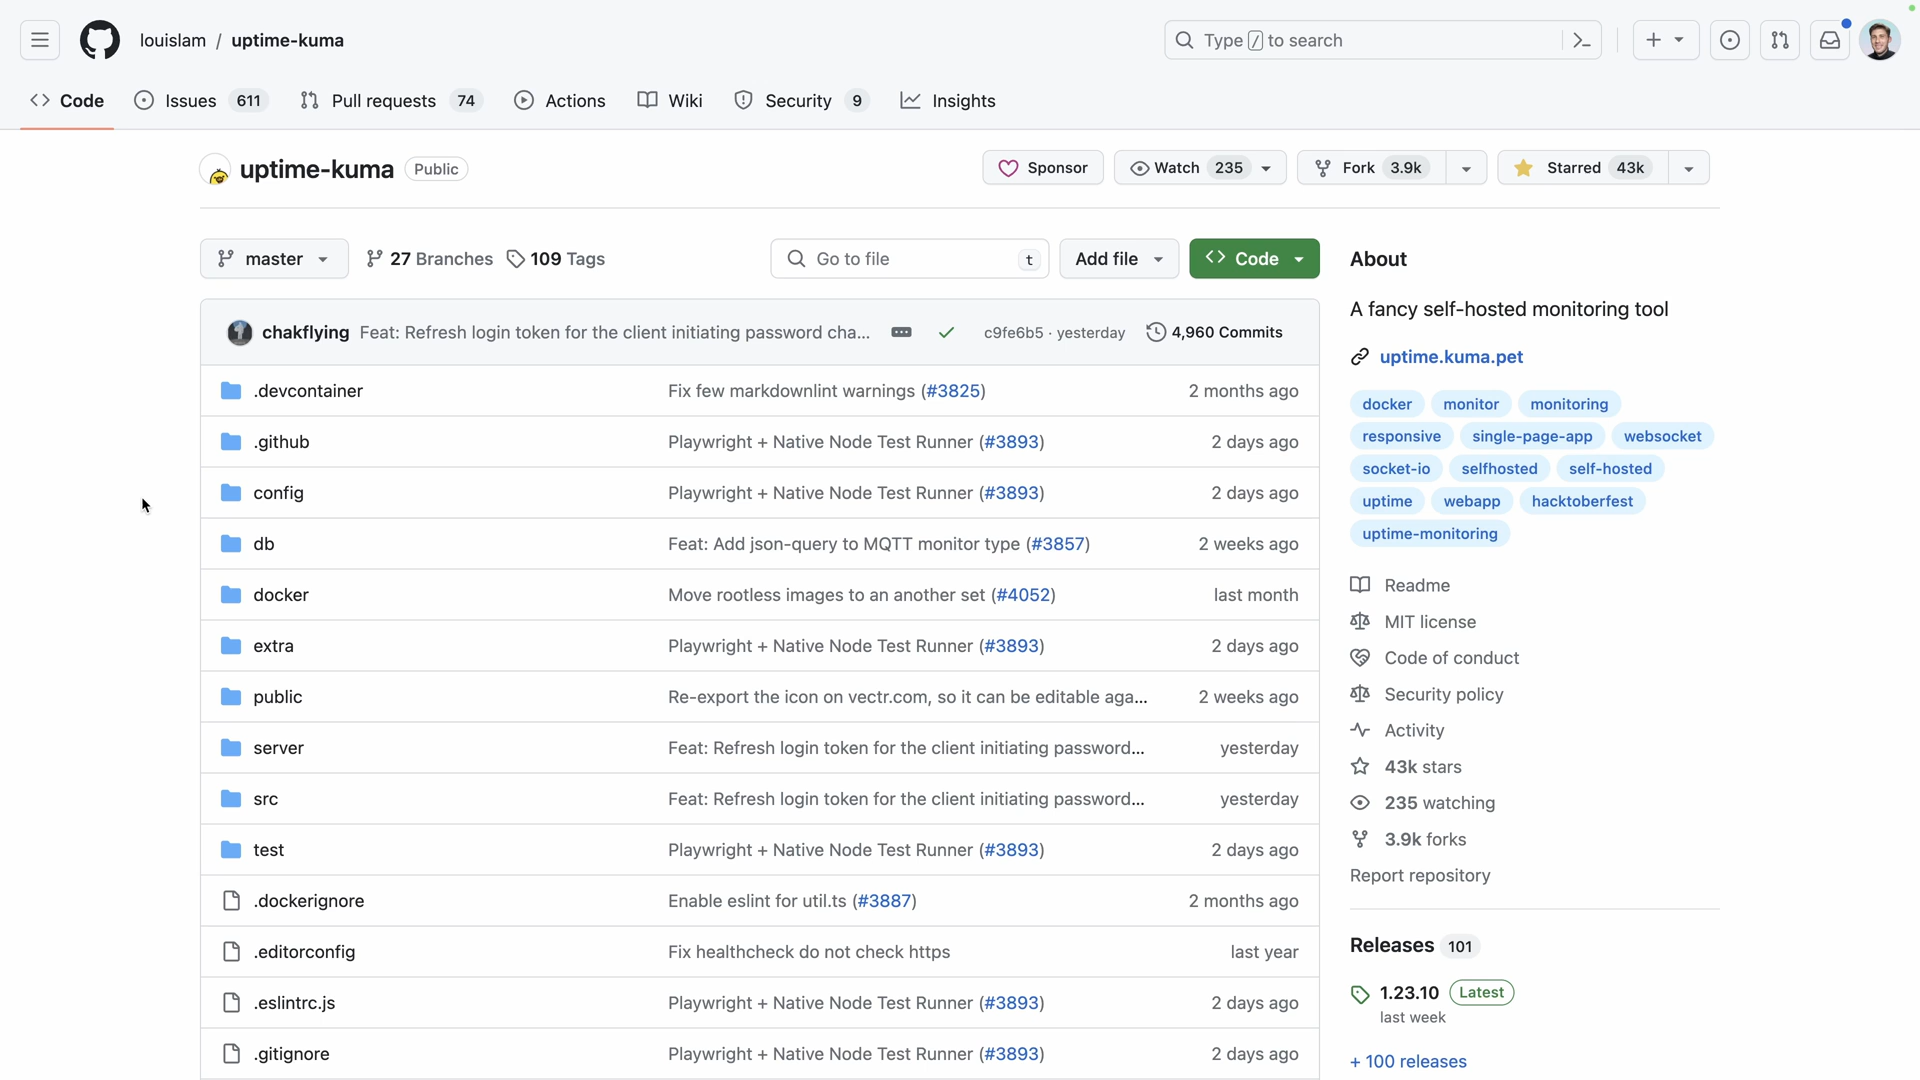 louislam / uptime-kuma
Type / to search
Code Issues 611 Pull requests 74 Actions Wiki Security 9 Insights
uptime-kuma Public
Sponsor Watch 235 Fork 3.9k Starred 43k
master 27 Branches 109 Tags Go to file t Add file Code
chakflying Feat: Refresh login token for the client initiating password cha... c9fe6b5 · yesterday 4,960 Commits
.devcontainer Fix few markdownlint warnings (#3825) 2 months ago
.github Playwright + Native Node Test Runner (#3893) 2 days ago
config Playwright + Native Node Test Runner (#3893) 2 days ago
db Feat: Add json-query to MQTT monitor type (#3857) 2 weeks ago
docker Move rootless images to an another set (#4052) last month
extra Playwright + Native Node Test Runner (#3893) 2 days ago
public Re-export the icon on vectr.com, so it can be editable aga... 2 weeks ago
server Feat: Refresh login token for the client initiating password... yesterday
src Feat: Refresh login token for the client initiating password... yesterday
test Playwright + Native Node Test Runner (#3893) 2 days ago
.dockerignore Enable eslint for util.ts (#3887) 2 months ago
.editorconfig Fix healthcheck do not check https last year
.eslintrc.js Playwright + Native Node Test Runner (#3893) 2 days ago
.gitignore Playwright + Native Node Test Runner (#3893) 2 days ago
About
A fancy self-hosted monitoring tool
uptime.kuma.pet
docker monitor monitoring
responsive single-page-app websocket
socket-io selfhosted self-hosted
uptime webapp hacktoberfest
uptime-monitoring
Readme
MIT license
Code of conduct
Security policy
Activity
43k stars
235 watching
3.9k forks
Report repository
Releases 101
1.23.10 Latest
last week
+ 100 releases